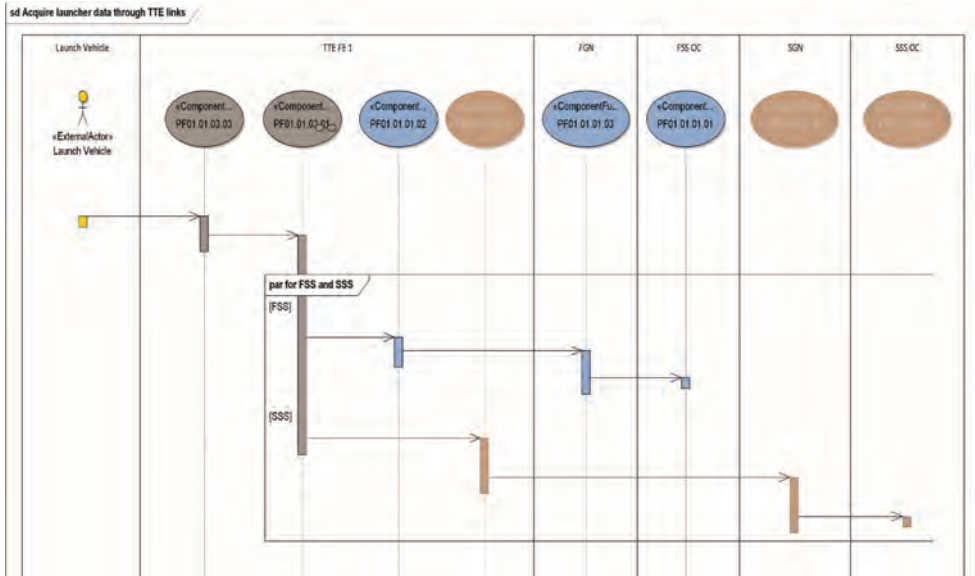 sd Acquire launcher data through TTE links
Launch Vehicle
TTE FE 1
FGN
FSS OC
SGN
SSS OC
«Component...
PF01.01.03.03
«Component...
«Component...
PF01.01.01.02
«ComponentFu...
PF01.01.01.03
«Component...
PF01.01.01.01
«ExternalActor»
Launch Vehicle
par for FSS and SSS
[FSS]
[SSS]